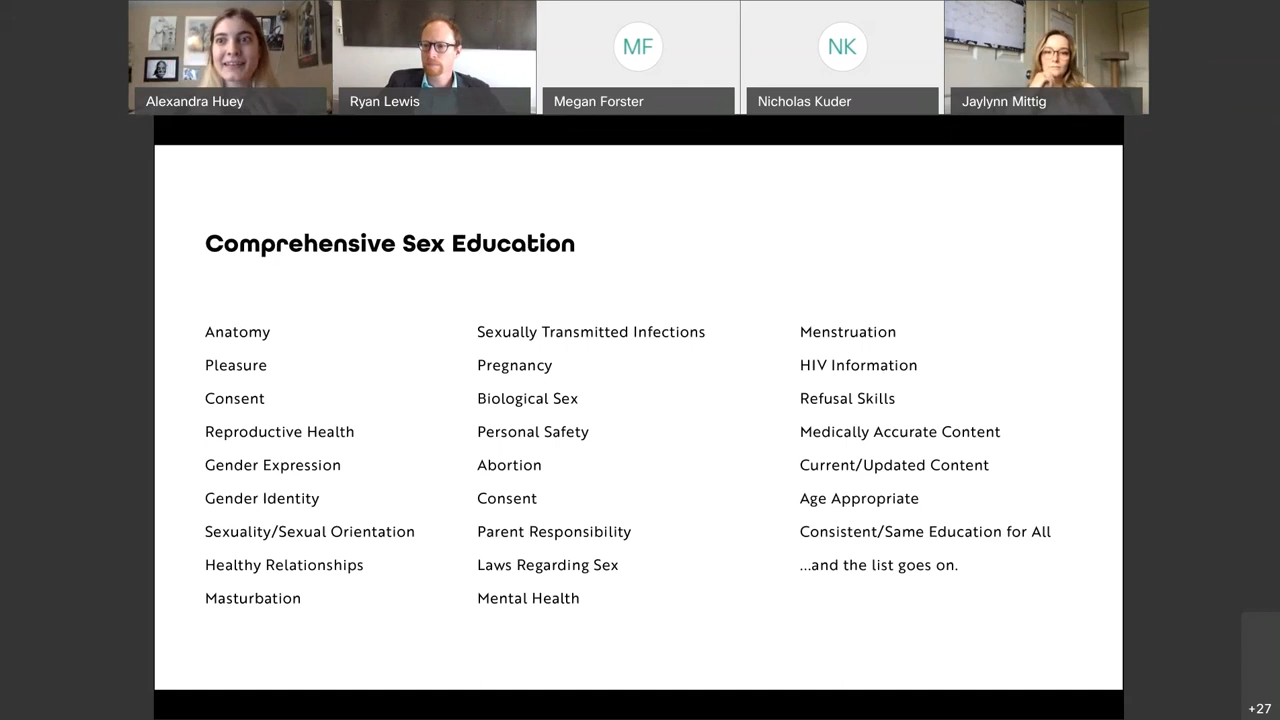 Alexandra Huey
Ryan Lewis
MF
Megan Forster
NK
Nicholas Kuder
Jaylynn Mittig
Comprehensive Sex Education
Anatomy
Pleasure
Consent
Reproductive Health
Gender Expression
Gender Identity
Sexuality/Sexual Orientation
Healthy Relationships
Masturbation
Sexually Transmitted Infections
Pregnancy
Biological Sex
Personal Safety
Abortion
Consent
Parent Responsibility
Laws Regarding Sex
Mental Health
Menstruation
HIV Information
Refusal Skills
Medically Accurate Content
Current/Updated Content
Age Appropriate
Consistent/Same Education for All
...and the list goes on.
+27